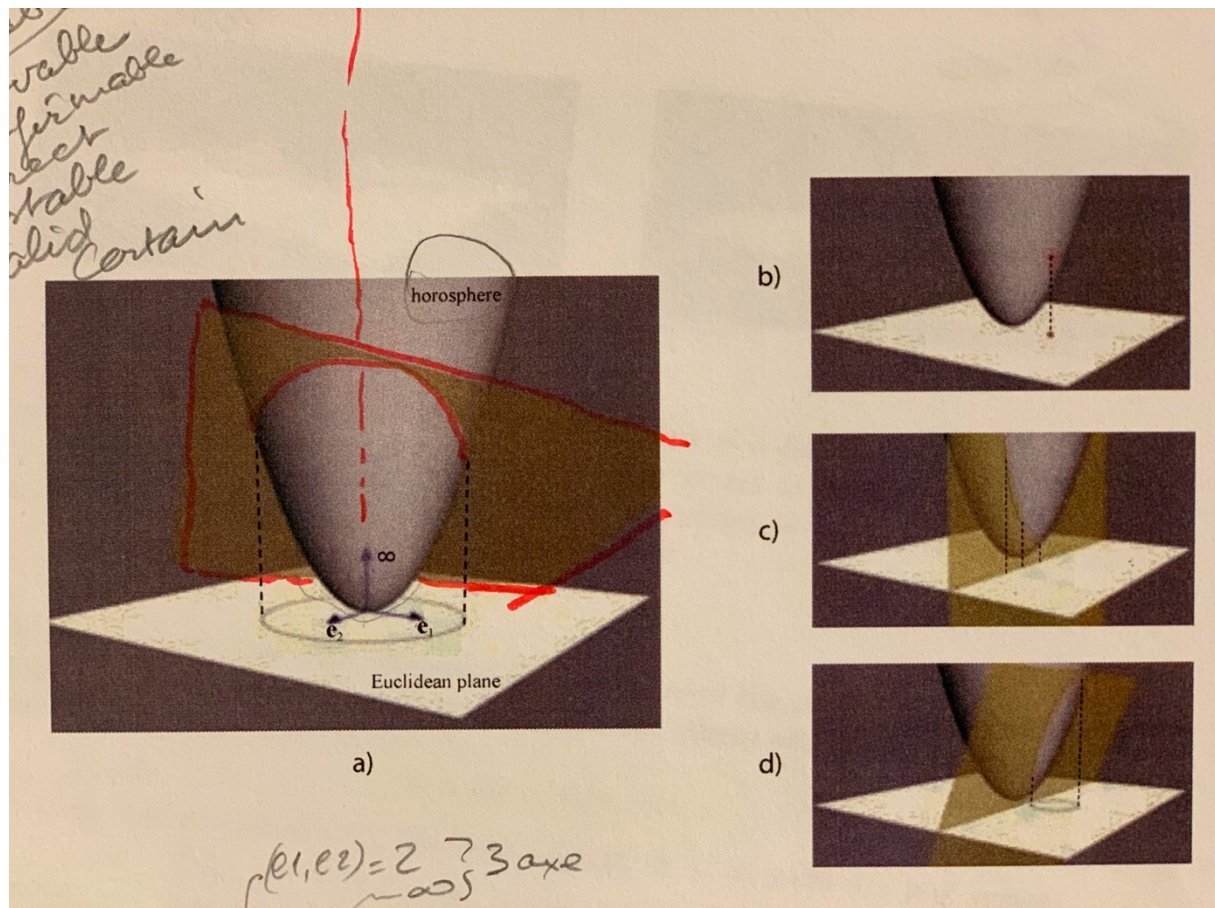 vable
firmable
rect
stable
alid
Certain
horosphere
∞
e₂
e₁
Euclidean plane
a)
b)
c)
d)
(e1,e2)=2 ? 3 axe
∞